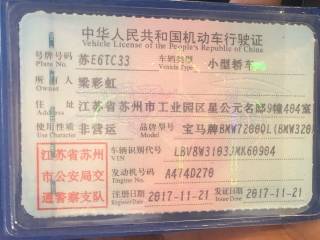 中华人民共和国机动车行驶证
Vehicle License of the People's Republic of China
号牌号码 苏E6TC33 车辆类型 小型轿车
Plate No. Vehicle Type
所有人 梁彩虹
Owner
住址 江苏省苏州市工业园区星公元名邸9幢404室
Address
使用性质 非营运 品牌型号 宝马牌BMW7200QL(BMW320
Use Character Model
江苏省苏州市公安局交通警察支队
车辆识别代号 LBV8W3103JMK60904
VIN
发动机号码 A474D270
Engine No.
注册日期 2017-11-21 发证日期 2017-11-21
Register Date Issue Date